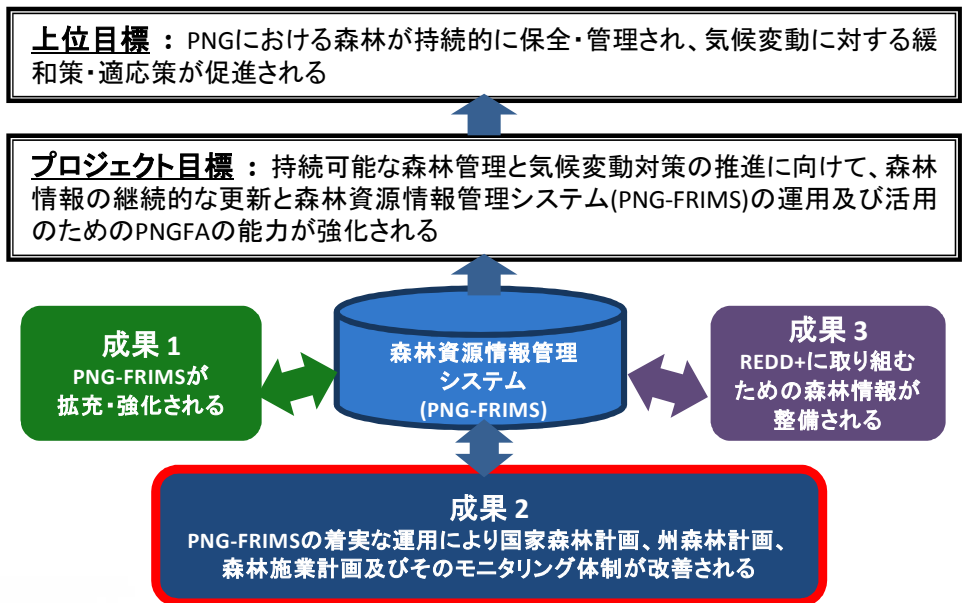 上位目標 : PNGにおける森林が持続的に保全・管理され、気候変動に対する緩
和策・適応策が促進される
プロジェクト目標 : 持続可能な森林管理と気候変動対策の推進に向けて、森林
情報の継続的な更新と森林資源情報管理システム(PNG-FRIMS)の運用及び活用
のためのPNGFAの能力が強化される
成果 1
PNG-FRIMSが
拡充・強化される
森林資源情報管理
システム
(PNG-FRIMS)
成果 3
REDD+に取り組む
ための森林情報が
整備される
成果 2
PNG-FRIMSの着実な運用により国家森林計画、州森林計画、
森林施業計画及びそのモニタリング体制が改善される